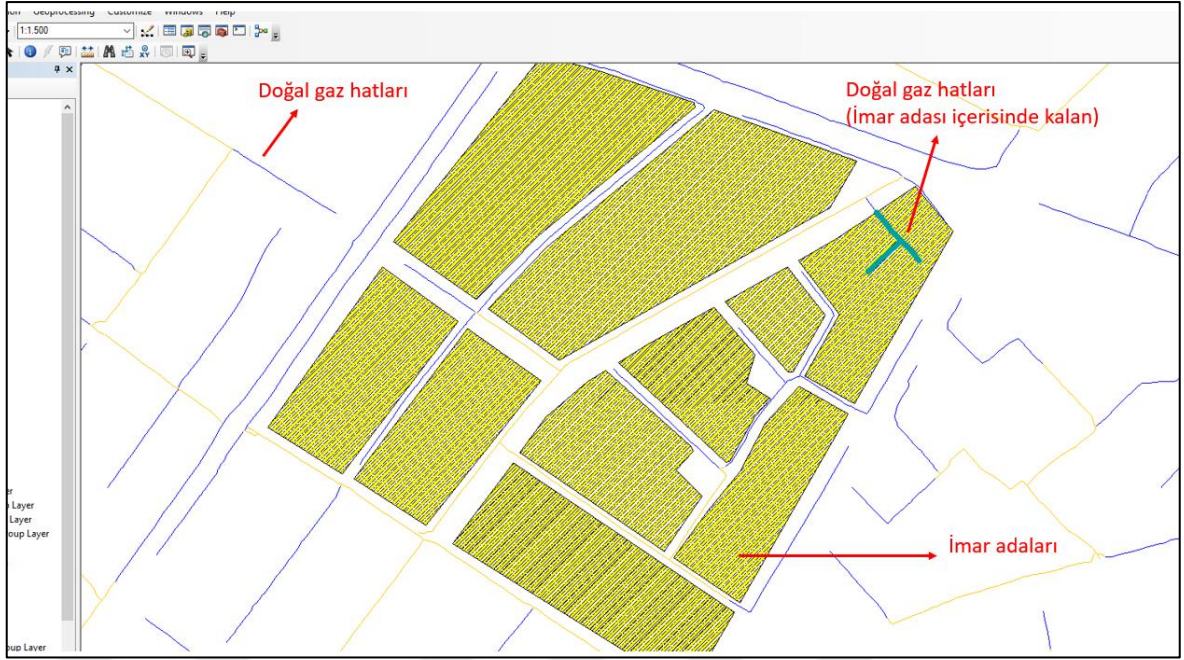 Geoprocessing Customize Windows Help
1:1.500
Doğal gaz hatları
Doğal gaz hatları
(İmar adası içerisinde kalan)
Layer
Layer
oup Layer
İmar adaları
oup Layer